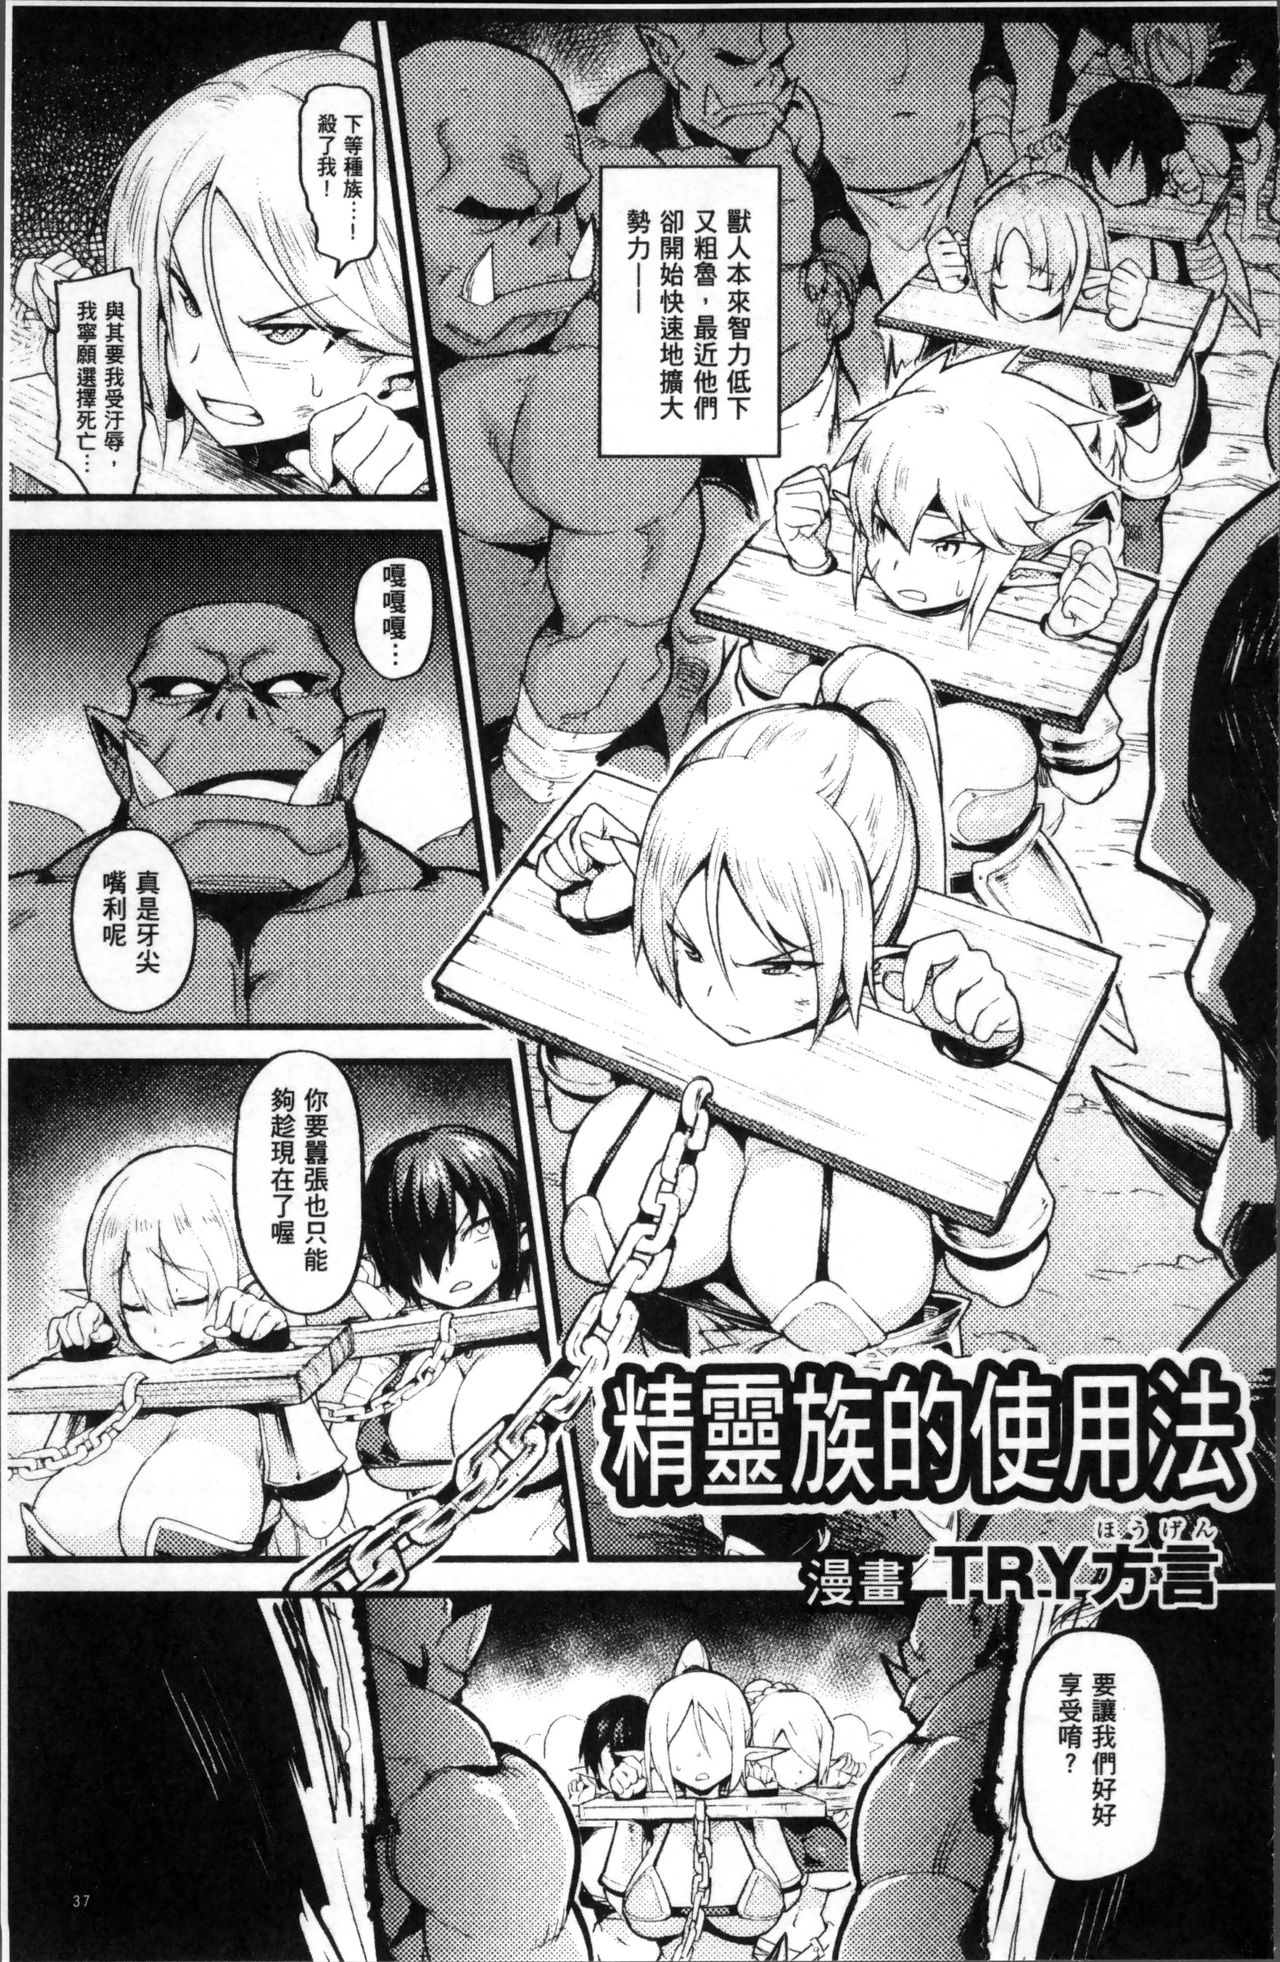 獸人本來智力低下
又粗魯，最近他們
卻開始快速地擴大
勢力——
下等種族…！
殺了我！
與其要我受汙辱，
我寧願選擇死亡…
嘎嘎嘎…
真是牙尖
嘴利呢
你要囂張也只能
夠趁現在了喔
精靈族的使用法
ほうげん
漫畫 TRY方言
要讓我們好好
享受唷？
37